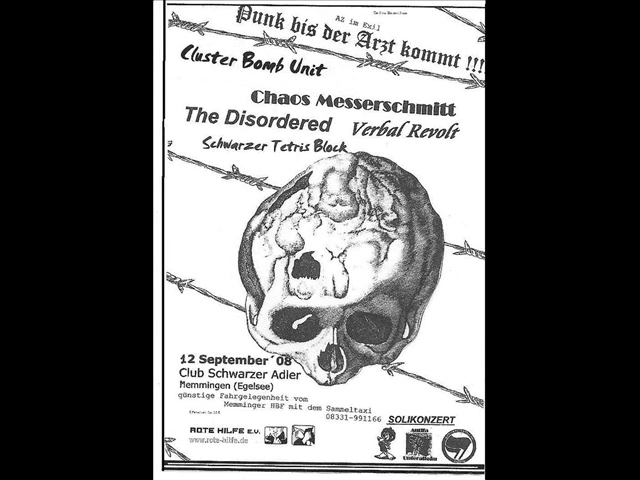 AZ im Exil
Punk bis der Arzt kommt !!!!
Cluster Bomb Unit
Chaos Messerschmitt
The Disordered
Verbal Revolt
Schwarzer Tetris Block
12 September ´08
Club Schwarzer Adler
Memmingen (Egelsee)
günstige Fahrgelegenheit vom
Memminger HBF mit dem Sammeltaxi
08331-991166
SOLIKONZERT
ROTE HILFE e.V.
www.rote-hilfe.de
Antifa
Unterallgäu